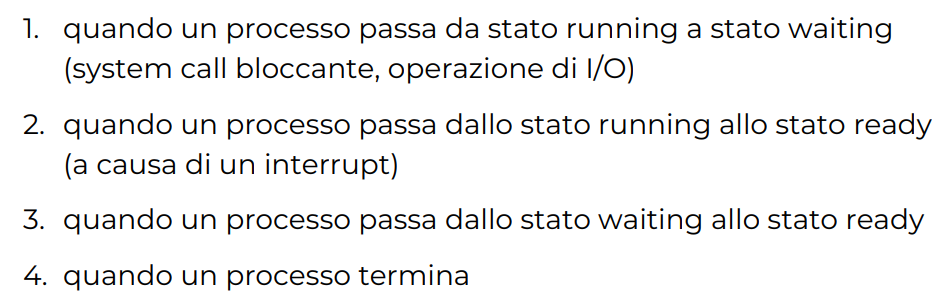 1. quando un processo passa da stato running a stato waiting
(system call bloccante, operazione di I/O)
2. quando un processo passa dallo stato running allo stato ready
(a causa di un interrupt)
3. quando un processo passa dallo stato waiting allo stato ready
4. quando un processo termina